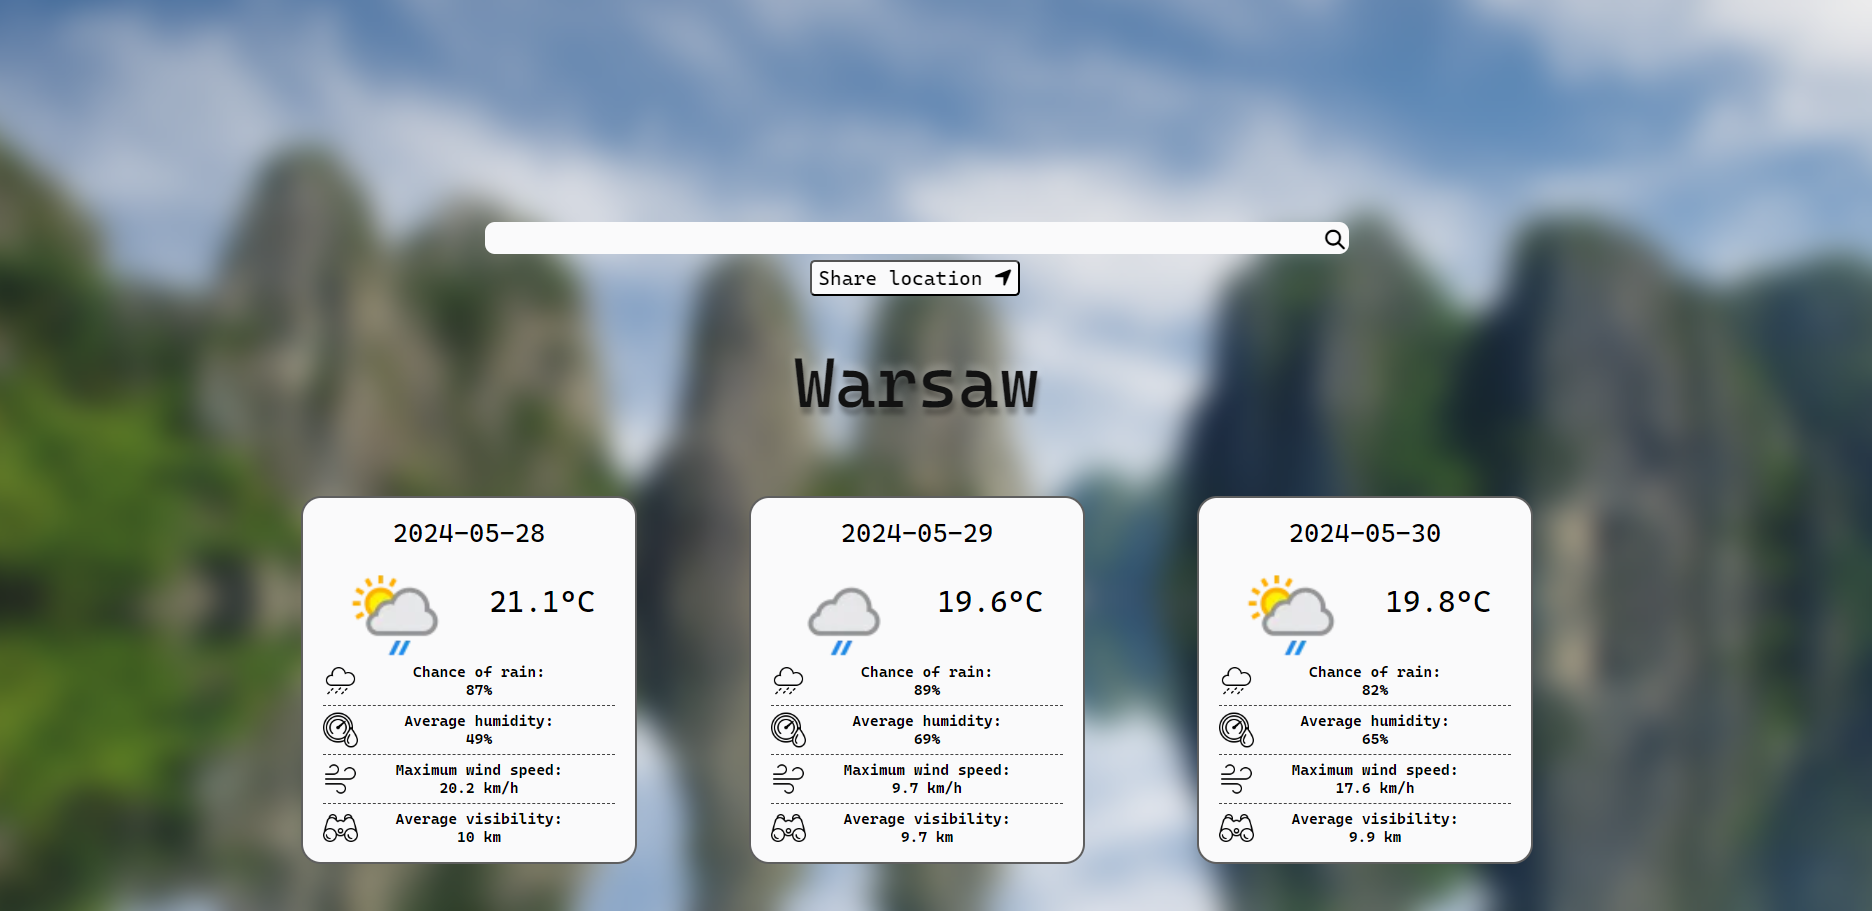 Share location
Warsaw
2024-05-28
21.1°C
Chance of rain:
87%
Average humidity:
49%
Maximum wind speed:
20.2 km/h
Average visibility:
10 km
2024-05-29
19.6°C
Chance of rain:
89%
Average humidity:
69%
Maximum wind speed:
9.7 km/h
Average visibility:
9.7 km
2024-05-30
19.8°C
Chance of rain:
82%
Average humidity:
65%
Maximum wind speed:
17.6 km/h
Average visibility:
9.9 km